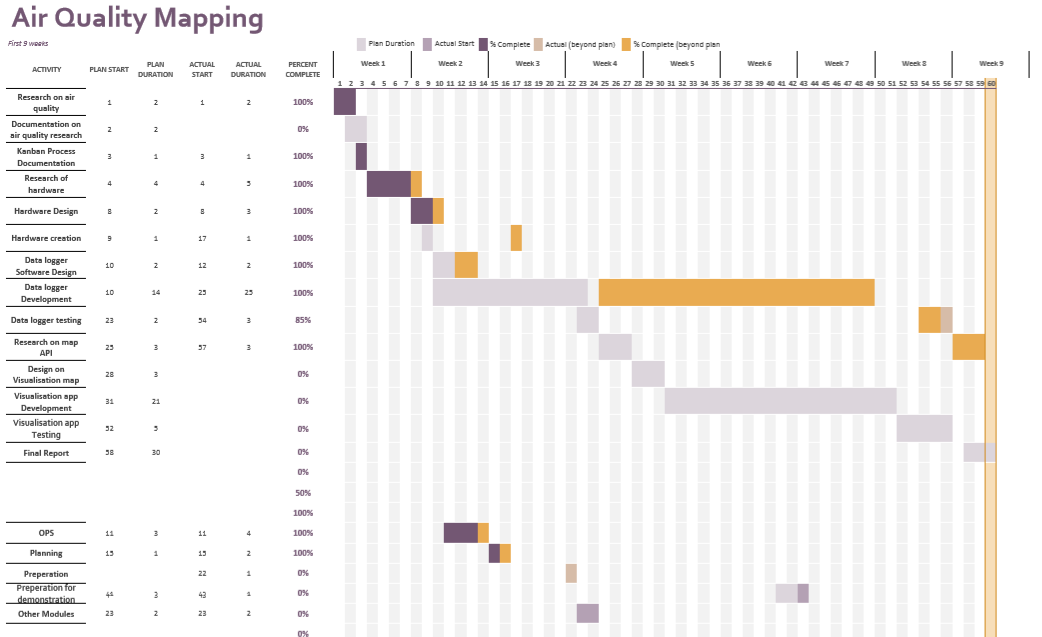 Air Quality Mapping
First 9 weeks
Plan Duration Actual Start % Complete Actual (beyond plan) % Complete (beyond plan
Week 1 Week 2 Week 3 Week 4 Week 5 Week 6 Week 7 Week 8 Week 9
ACTIVITY PLAN START PLAN DURATION ACTUAL START ACTUAL DURATION PERCENT COMPLETE
1 2 3 4 5 6 7 8 9 10 11 12 13 14 15 16 17 18 19 20 21 22 23 24 25 26 27 28 29 30 31 32 33 34 35 36 37 38 39 40 41 42 43 44 45 46 47 48 49 50 51 52 53 54 55 56 57 58 59 60
Research on air quality 1 2 1 2 100%
Documentation on air quality research 2 2 0%
Kanban Process Documentation 3 1 3 1 100%
Research of hardware 4 4 4 5 100%
Hardware Design 8 2 8 3 100%
Hardware creation 9 1 17 1 100%
Data logger Software Design 10 2 12 2 100%
Data logger Development 10 14 25 25 100%
Data logger testing 23 2 54 3 85%
Research on map API 25 3 57 3 100%
Design on Visualisation map 28 3 0%
Visualisation app Development 31 21 0%
Visualisation app Testing 52 5 0%
Final Report 58 30 0%
0%
50%
100%
OPS 11 3 11 4 100%
Planning 15 1 15 2 100%
Preperation 22 1 0%
Preperation for demonstration 41 3 43 1 0%
Other Modules 23 2 23 2 0%
0%